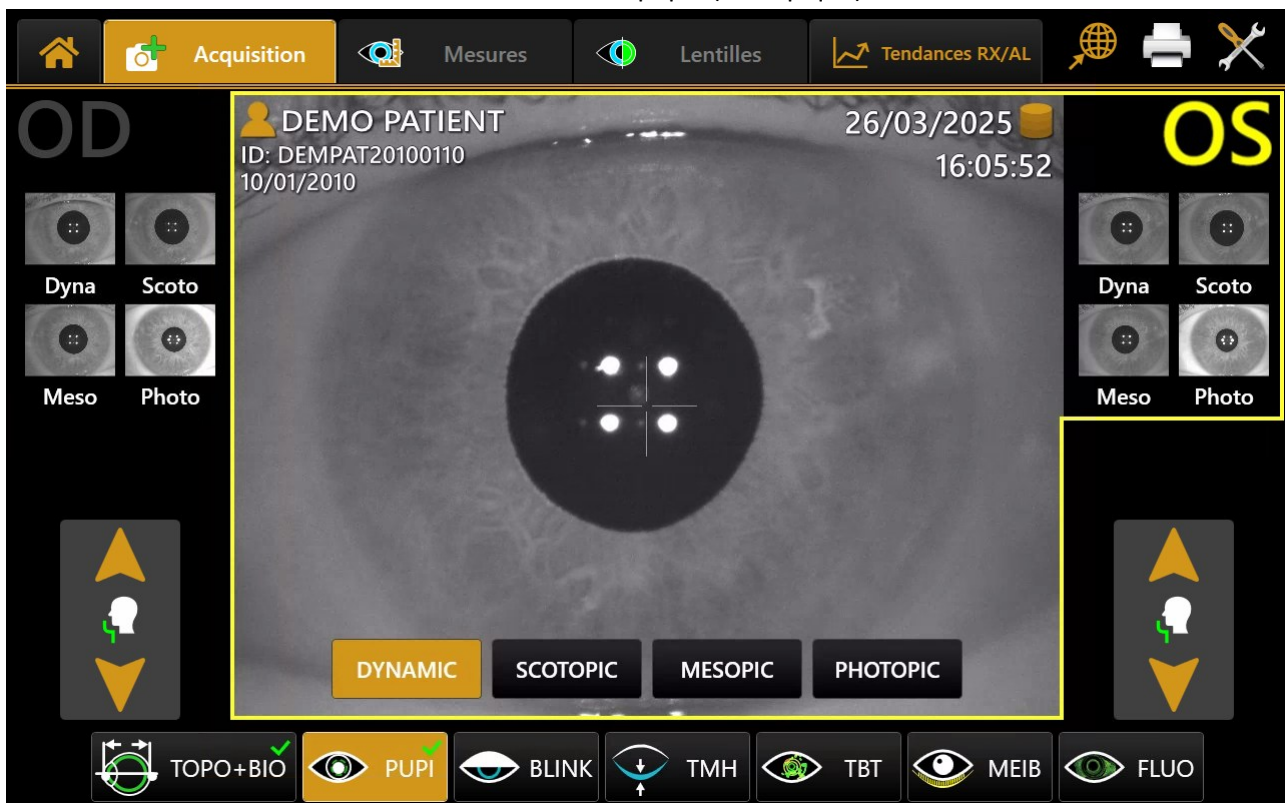 Acquisition
Mesures
Lentilles
Tendances RX/AL
OD
DEMO PATIENT
ID: DEMPAT20100110
10/01/2010
26/03/2025
16:05:52
OS
Dyna
Scoto
Meso
Photo
Dyna
Scoto
Meso
Photo
DYNAMIC
SCOTOPIC
MESOPIC
PHOTOPIC
TOPO+BIO
PUPI
BLINK
TMH
TBT
MEIB
FLUO